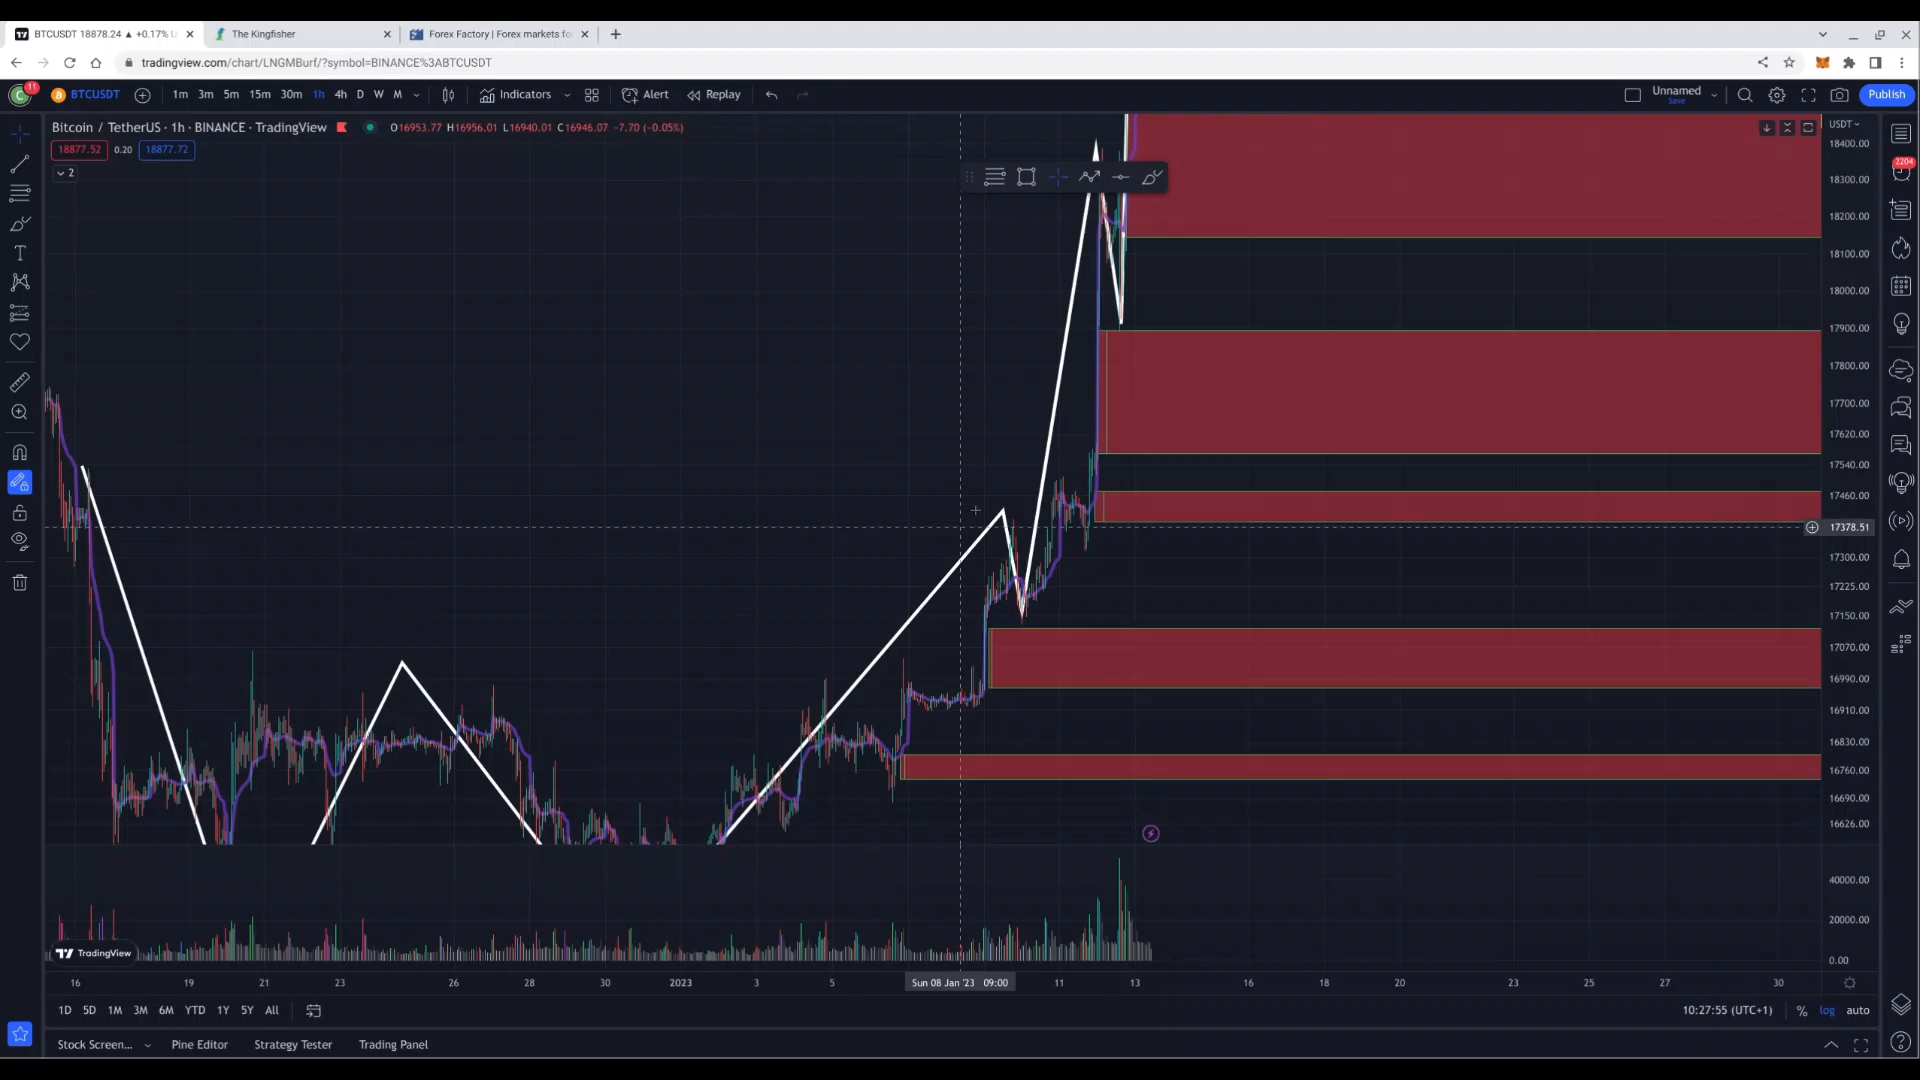 BTCUSDT 18878.24 ▲ +0.17% U
The Kingfisher
Forex Factory | Forex markets fo
tradingview.com/chart/LNGMBurf/?symbol=BINANCE%3ABTCUSDT
C 11
BTCUSDT 1m 3m 5m 15m 30m 1h 4h D W M Indicators Alert Replay
Unnamed
Save
Publish
Bitcoin / TetherUS · 1h · BINANCE · TradingView O16953.77 H16956.01 L16940.01 C16946.07 −7.70 (−0.05%)
USDT
18877.52 0.20 18877.72
2
2204
18400.00
18300.00
18200.00
18100.00
18000.00
17900.00
17800.00
17700.00
17620.00
17540.00
17460.00
17378.51
17300.00
17225.00
17150.00
17070.00
16990.00
16910.00
16830.00
16760.00
16690.00
16626.00
40000.00
20000.00
0.00
TradingView
16 19 21 23 26 28 30 2023 3 5 Sun 08 Jan '23 09:00 11 13 16 18 20 23 25 27 30
1D 5D 1M 3M 6M YTD 1Y 5Y All
10:27:55 (UTC+1) % log auto
Stock Screen... Pine Editor Strategy Tester Trading Panel